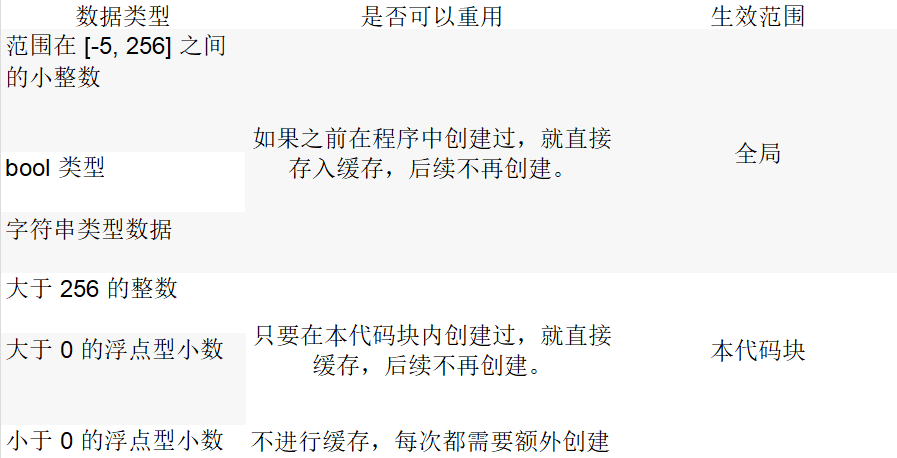 数据类型 是否可以重用 生效范围
范围在 [-5, 256] 之间
的小整数
bool 类型
字符串类型数据
如果之前在程序中创建过，就直接
存入缓存，后续不再创建。
全局
大于 256 的整数
大于 0 的浮点型小数
只要在本代码块内创建过，就直接
缓存，后续不再创建。
本代码块
小于 0 的浮点型小数 不进行缓存，每次都需要额外创建